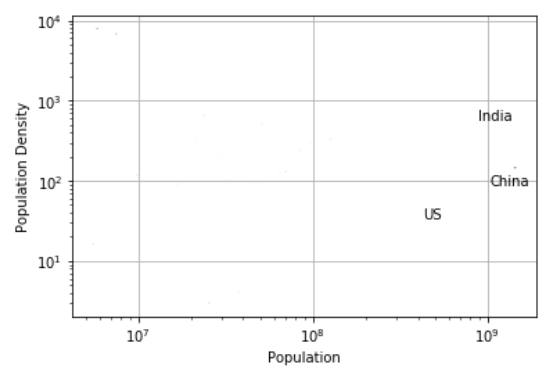 10⁴
10³
India
10²
China
US
10¹
Population Density
10⁷
10⁸
10⁹
Population